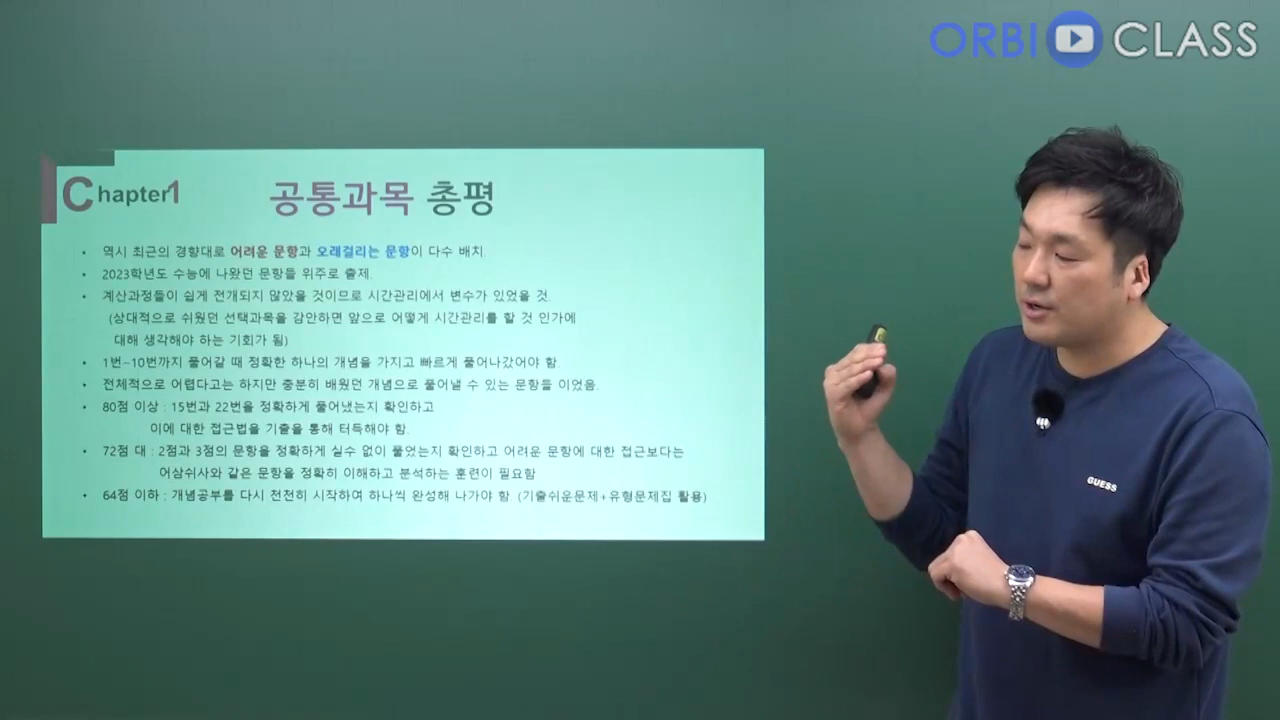 ORBI CLASS
Chapter1
공통과목 총평
• 역시 최근의 경향대로 어려운 문항과 오래걸리는 문항이 다수 배치.
• 2023학년도 수능에 나왔던 문항들 위주로 출제.
• 계산과정들이 쉽게 전개되지 않았을 것이므로 시간관리에서 변수가 있었을 것.
(상대적으로 쉬웠던 선택과목을 감안하면 앞으로 어떻게 시간관리를 할 것 인가에
대해 생각해야 하는 기회가 됨)
• 1번~10번까지 풀어갈 때 정확한 하나의 개념을 가지고 빠르게 풀어나갔어야 함.
• 전체적으로 어렵다고는 하지만 충분히 배웠던 개념으로 풀어낼 수 있는 문항들 이었음.
• 80점 이상 : 15번과 22번을 정확하게 풀어냈는지 확인하고
이에 대한 접근법을 기출을 통해 터득해야 함.
• 72점 대 : 2점과 3점의 문항을 정확하게 실수 없이 풀었는지 확인하고 어려운 문항에 대한 접근보다는
어삼쉬사와 같은 문항을 정확히 이해하고 분석하는 훈련이 필요함
• 64점 이하 : 개념공부를 다시 천천히 시작하여 하나씩 완성해 나가야 함 (기출쉬운문제+유형문제집 활용)
GUESS